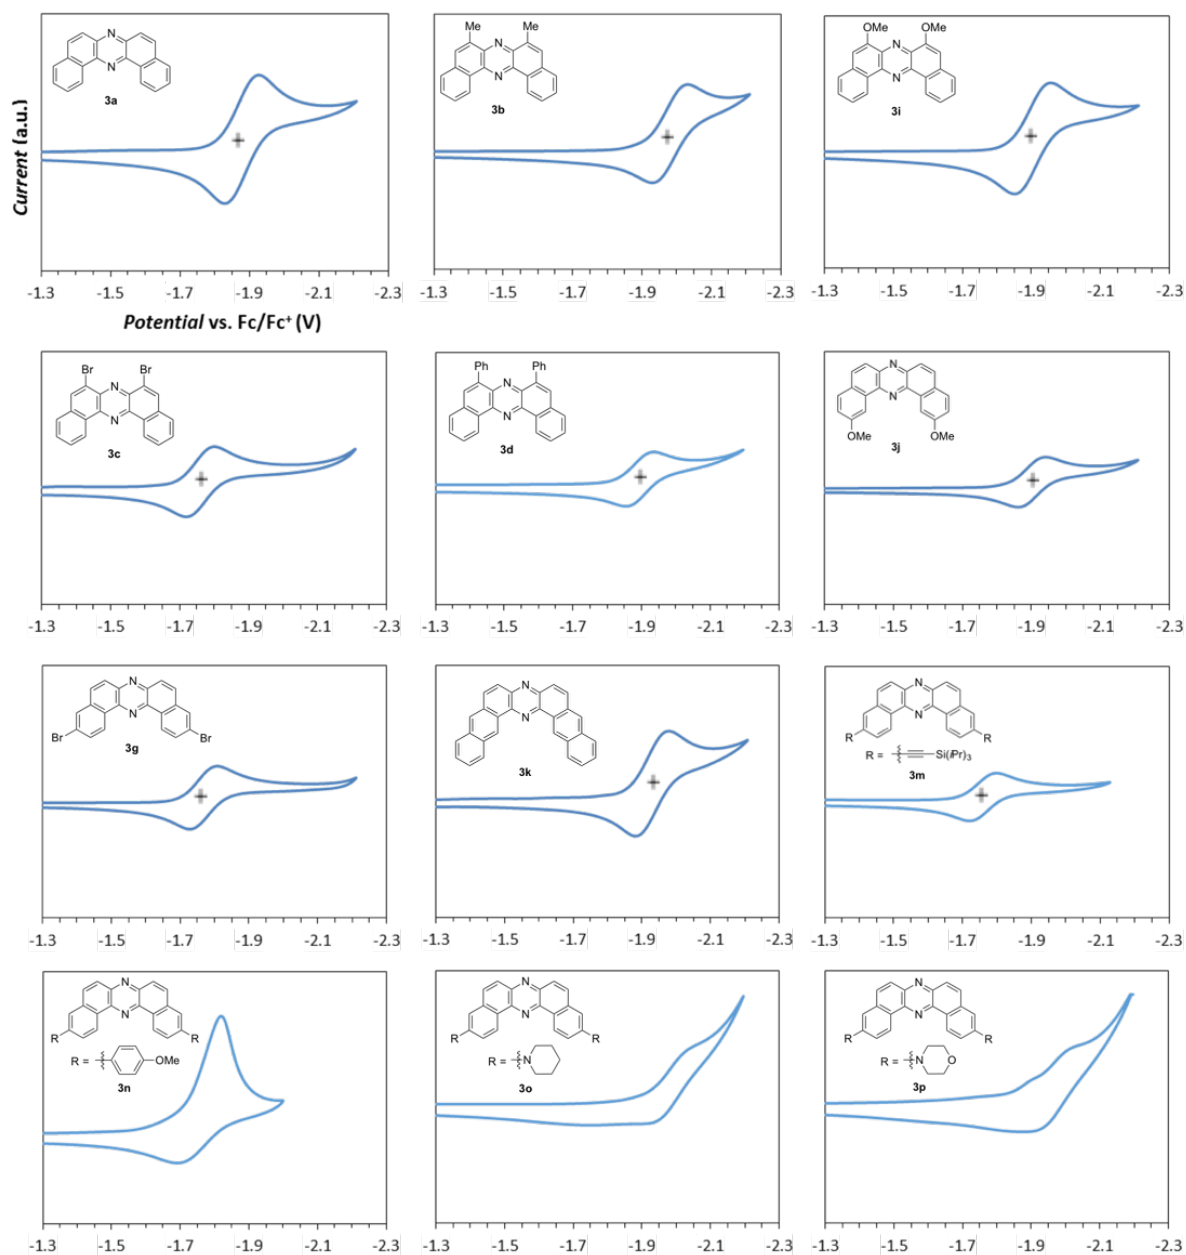 Me Me OMe OMe
N N N
N N N
3a 3b 3i
Current (a.u.)
-1.3 -1.5 -1.7 -1.9 -2.1 -2.3 -1.3 -1.5 -1.7 -1.9 -2.1 -2.3 -1.3 -1.5 -1.7 -1.9 -2.1 -2.3
Potential vs. Fc/Fc+ (V)
Br Br Ph Ph
N N N
N N N
OMe OMe
3c 3d 3j
-1.3 -1.5 -1.7 -1.9 -2.1 -2.3 -1.3 -1.5 -1.7 -1.9 -2.1 -2.3 -1.3 -1.5 -1.7 -1.9 -2.1 -2.3
N N N
N N N
Br Br R R
R = Si(iPr)3
3g 3k 3m
-1.3 -1.5 -1.7 -1.9 -2.1 -2.3 -1.3 -1.5 -1.7 -1.9 -2.1 -2.3 -1.3 -1.5 -1.7 -1.9 -2.1 -2.3
N N N
N N N
R R R R R R
R = OMe R = N R = N O
3n 3o 3p
-1.3 -1.5 -1.7 -1.9 -2.1 -2.3 -1.3 -1.5 -1.7 -1.9 -2.1 -2.3 -1.3 -1.5 -1.7 -1.9 -2.1 -2.3